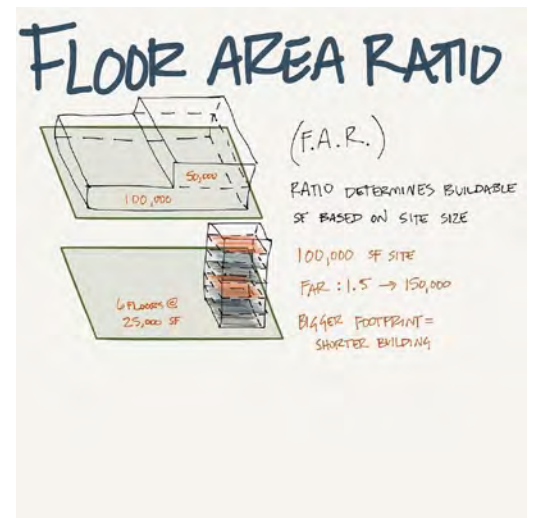 FLOOR AREA RATIO
(F.A.R.)
50,000
100,000
RATIO DETERMINES BUILDABLE
SF BASED ON SITE SIZE
100,000 SF SITE
FAR : 1.5 → 150,000
6 FLOORS @
25,000 SF
BIGGER FOOTPRINT =
SHORTER BUILDING